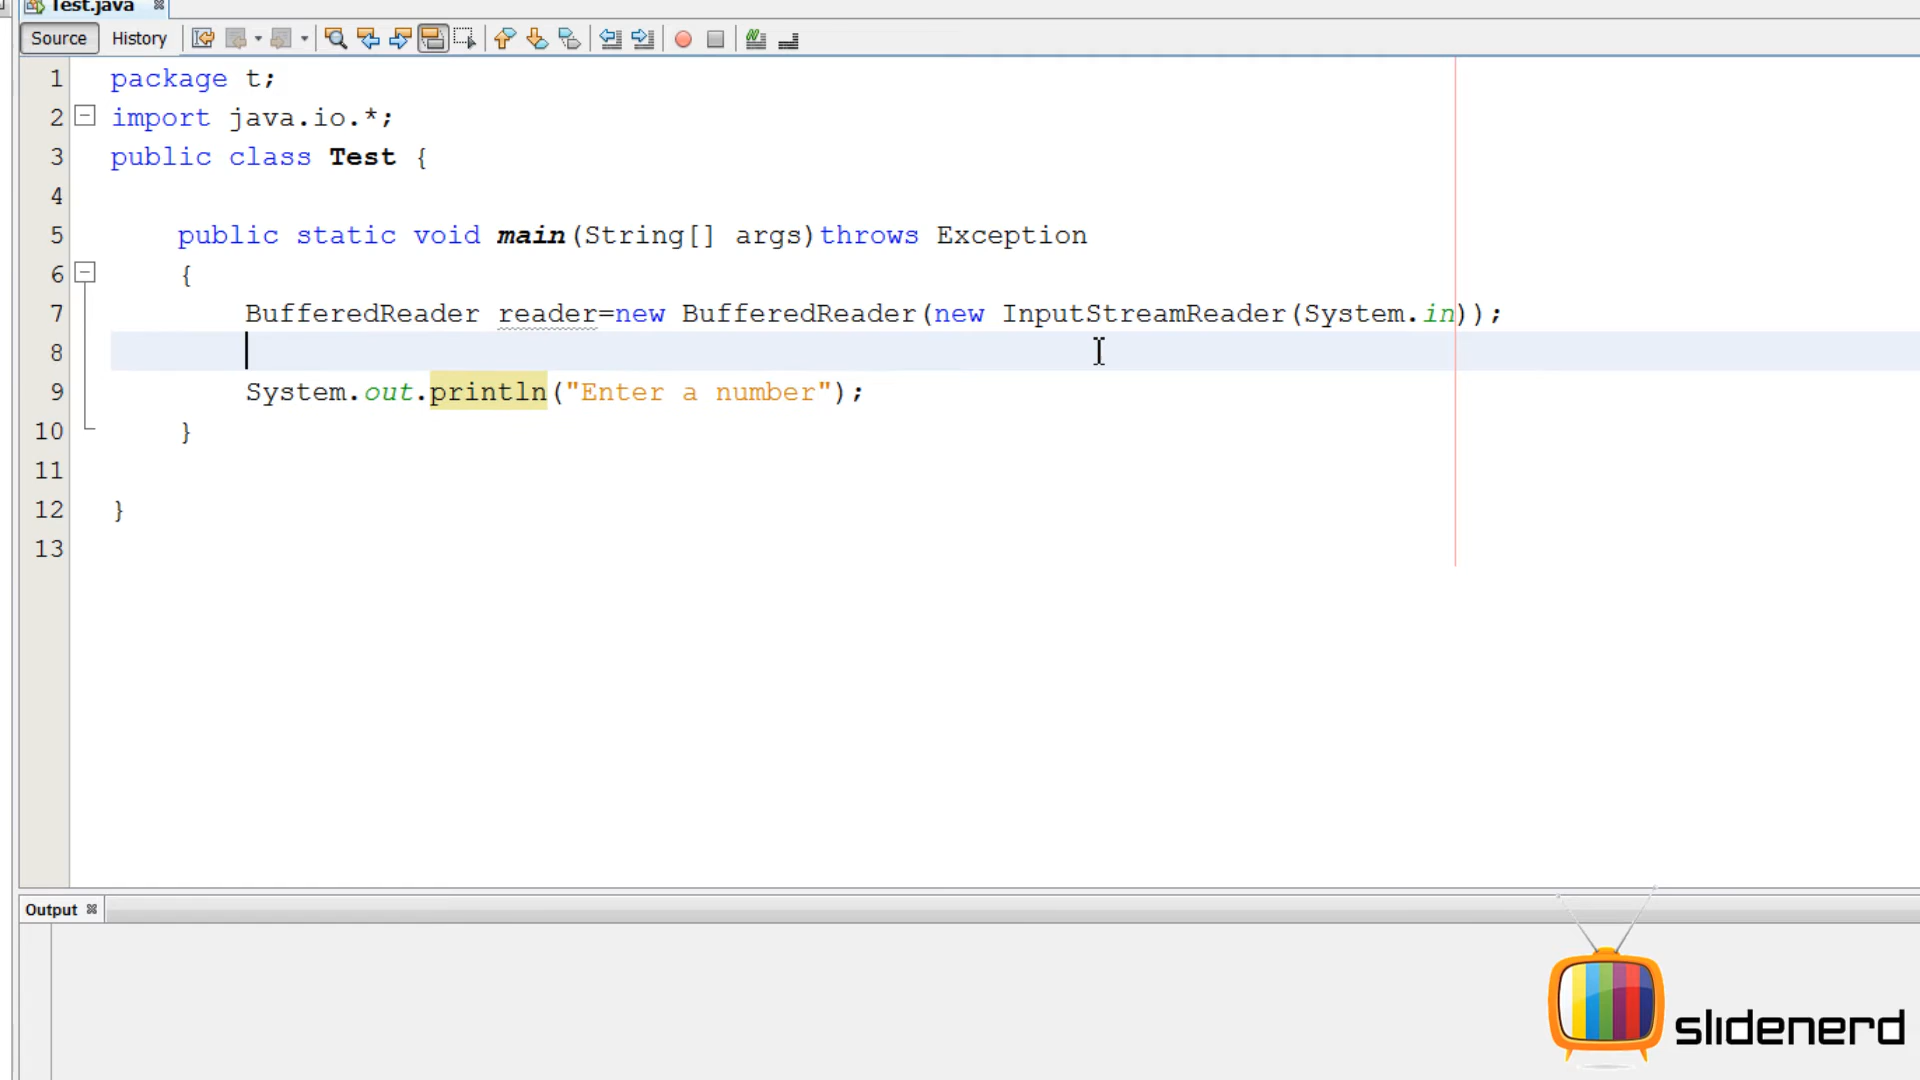 Test.java
Source History
1 package t;
2 import java.io.*;
3 public class Test {
4
5 public static void main(String[] args)throws Exception
6 {
7 BufferedReader reader=new BufferedReader(new InputStreamReader(System.in));
8
9 System.out.println("Enter a number");
10 }
11
12 }
13
Output
slidenerd